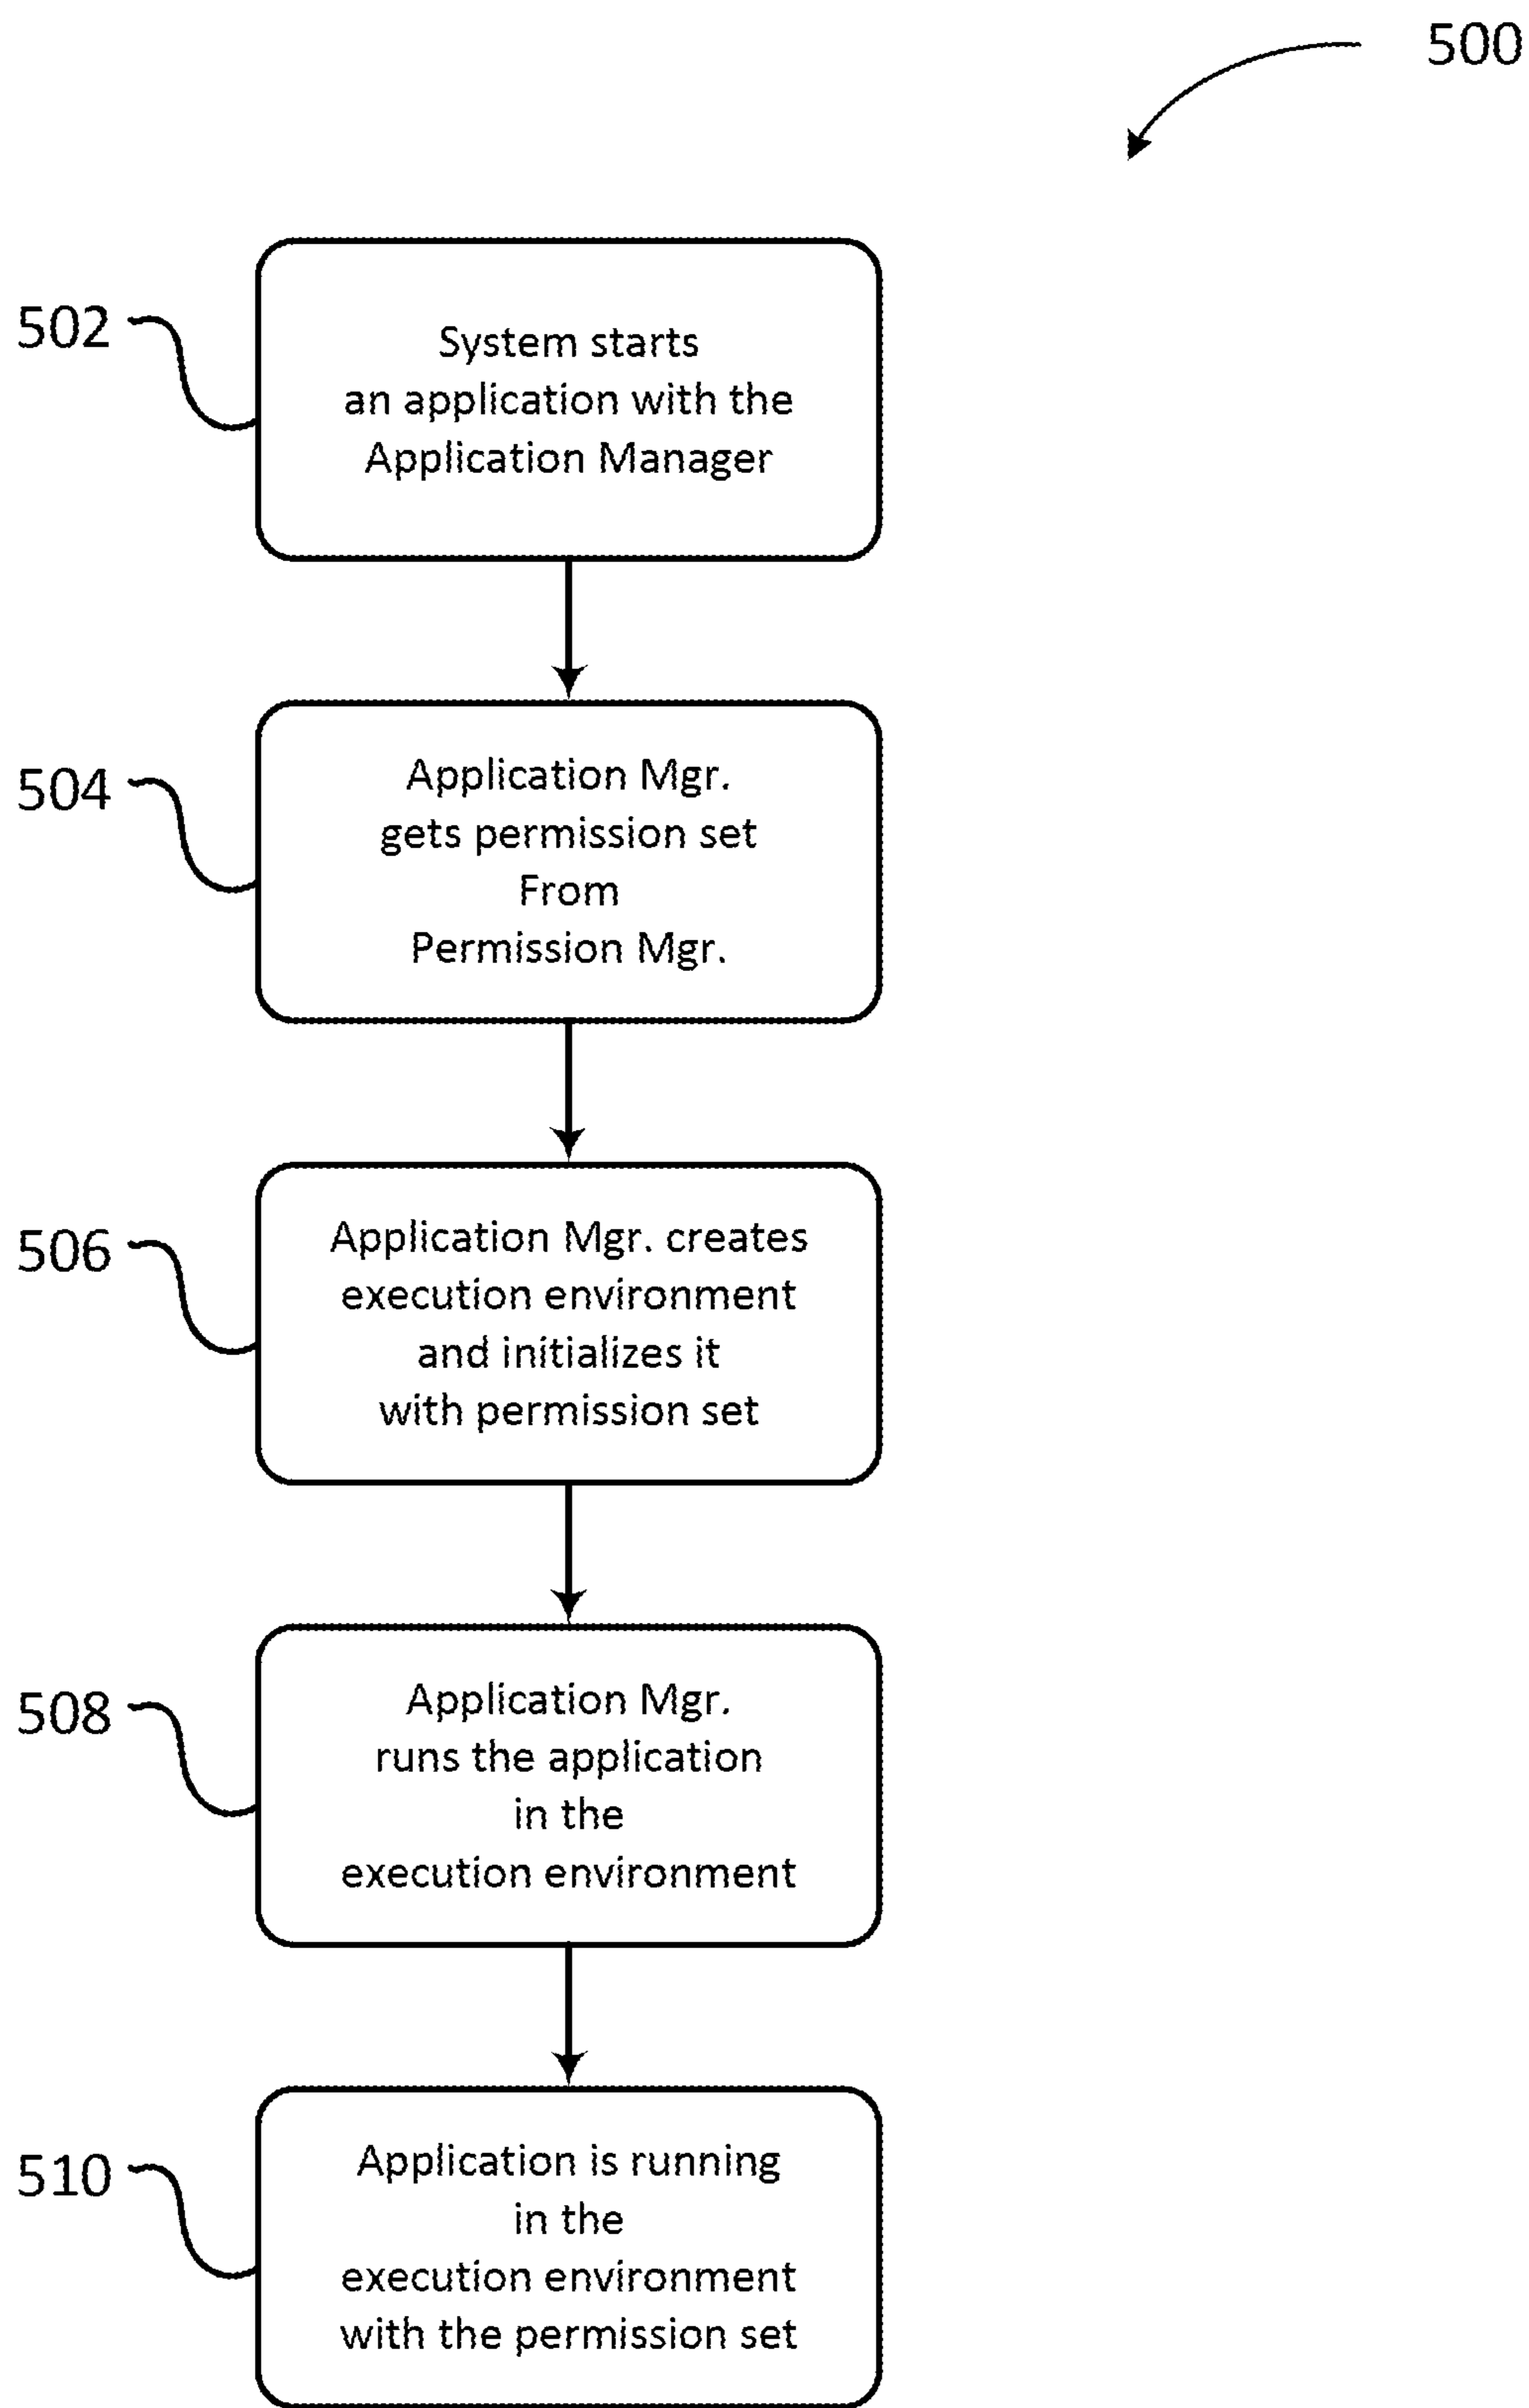 500
502
System starts
an application with the
Application Manager
504
Application Mgr.
gets permission set
From
Permission Mgr.
506
Application Mgr. creates
execution environment
and initializes it
with permission set
508
Application Mgr.
runs the application
in the
execution environment
510
Application is running
in the
execution environment
with the permission set